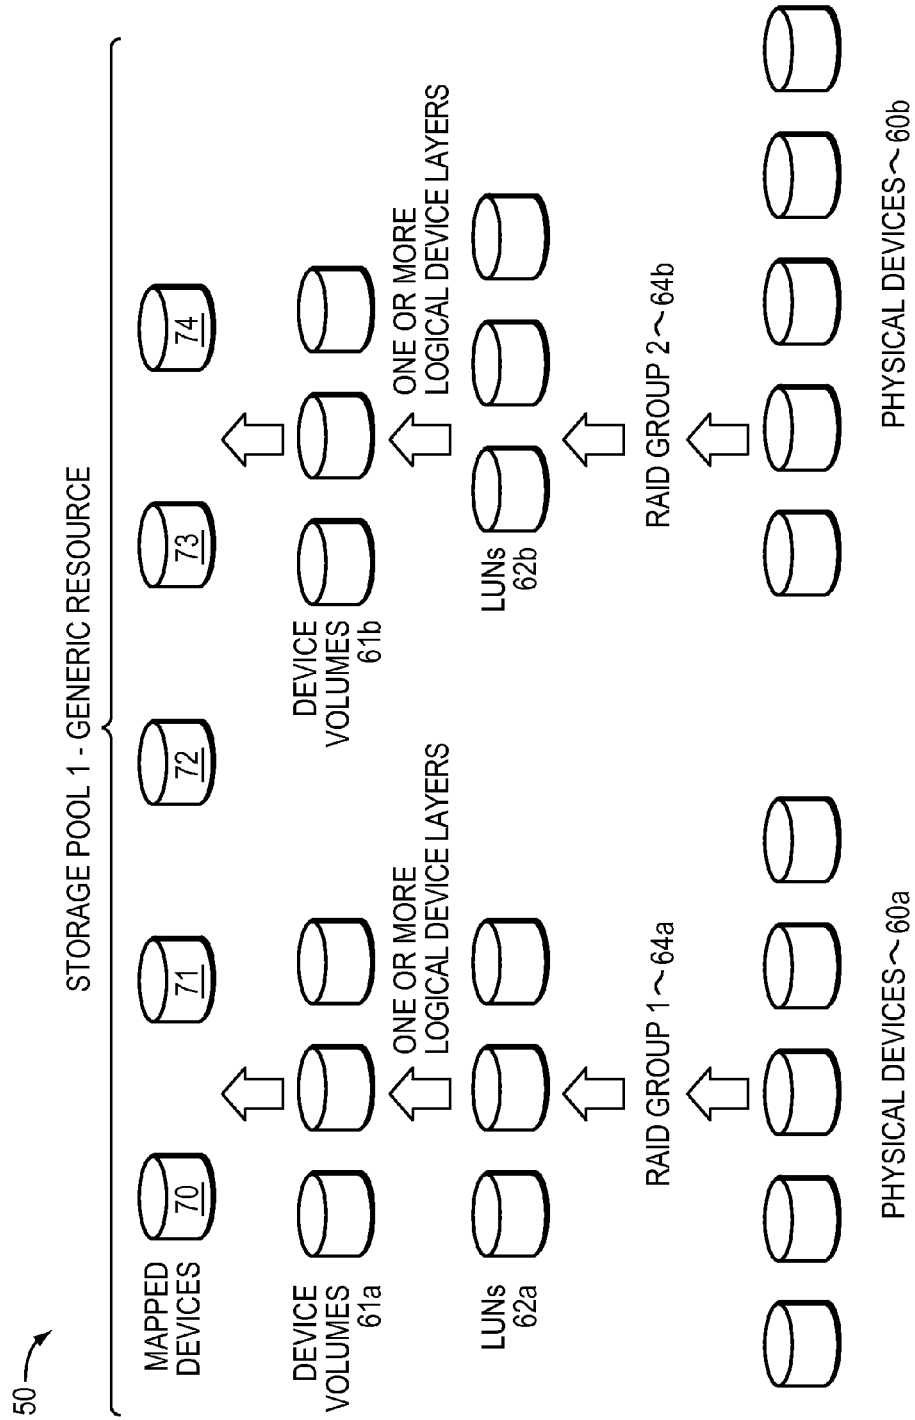 50
STORAGE POOL 1 - GENERIC RESOURCE
MAPPED
DEVICES
70
71
72
73
74
DEVICE
VOLUMES
61a
DEVICE
VOLUMES
61b
ONE OR MORE
LOGICAL DEVICE LAYERS
ONE OR MORE
LOGICAL DEVICE LAYERS
LUNs
62a
LUNs
62b
RAID GROUP 1~64a
RAID GROUP 2~64b
PHYSICAL DEVICES~60a
PHYSICAL DEVICES~60b